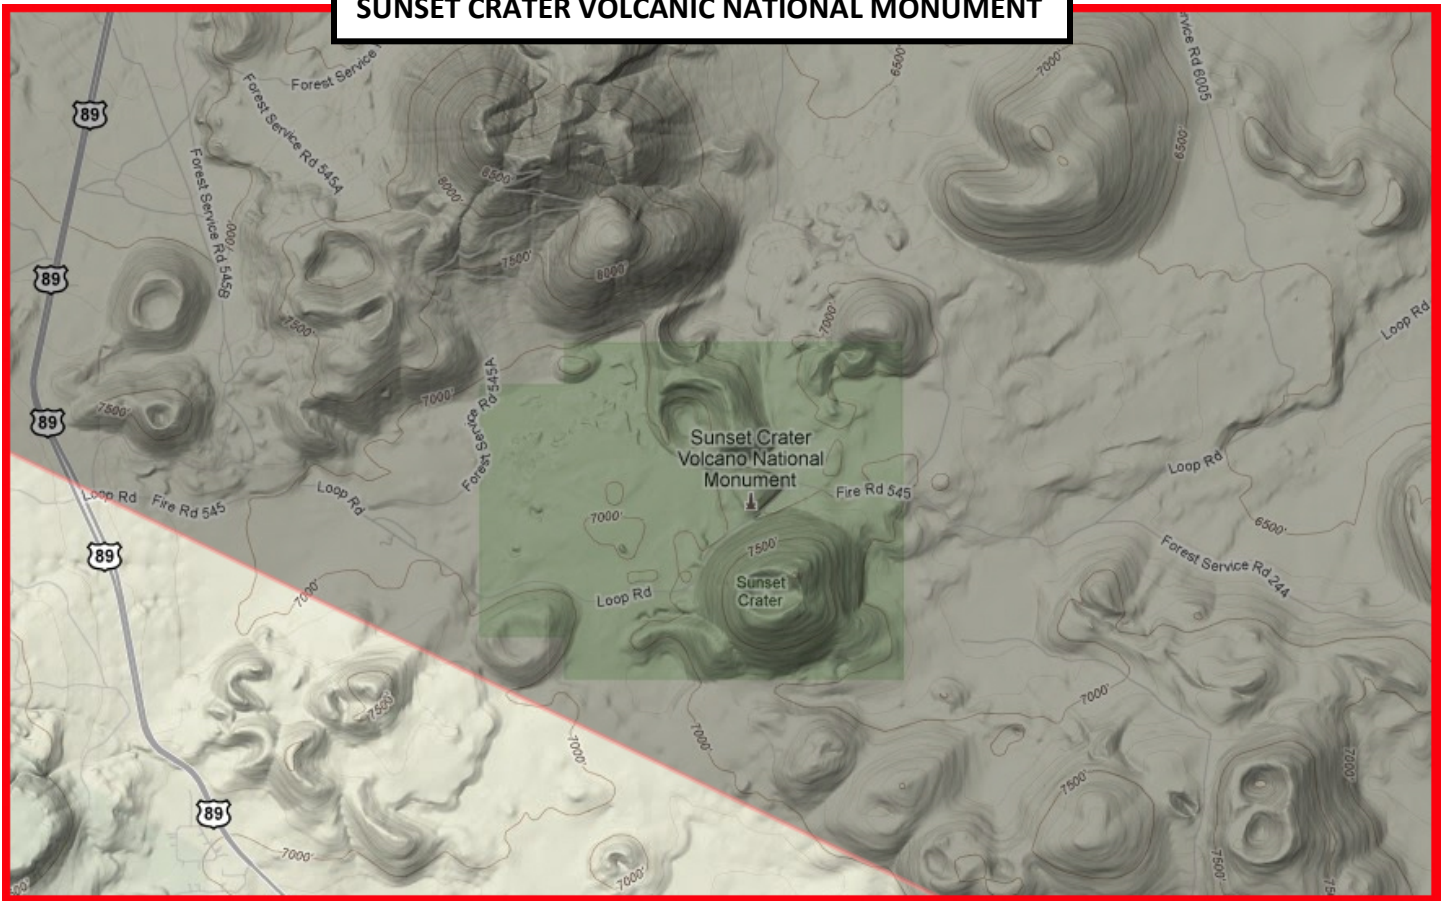 SUNSET CRATER VOLCANIC NATIONAL MONUMENT
Forest Service
7000'
6500'
rvice Rd 6005
89
Forest Service Rd 545A
Forest Service Rd 545B
7000'
8000'
6500'
6500'
7500'
8000'
89
7500'
7000'
Loop Rd
89
7500'
7000'
Forest Service Rd 545A
Sunset Crater
Volcano National
Monument
Loop Rd
Loop Rd
Fire Rd 545
Loop Rd
Fire Rd 545
7000'
6500'
89
7500'
Forest Service Rd 244
Sunset
Crater
7000'
Loop Rd
7500'
7000'
7000'
7000'
7000'
7500'
89
7000'
7000'
7500'